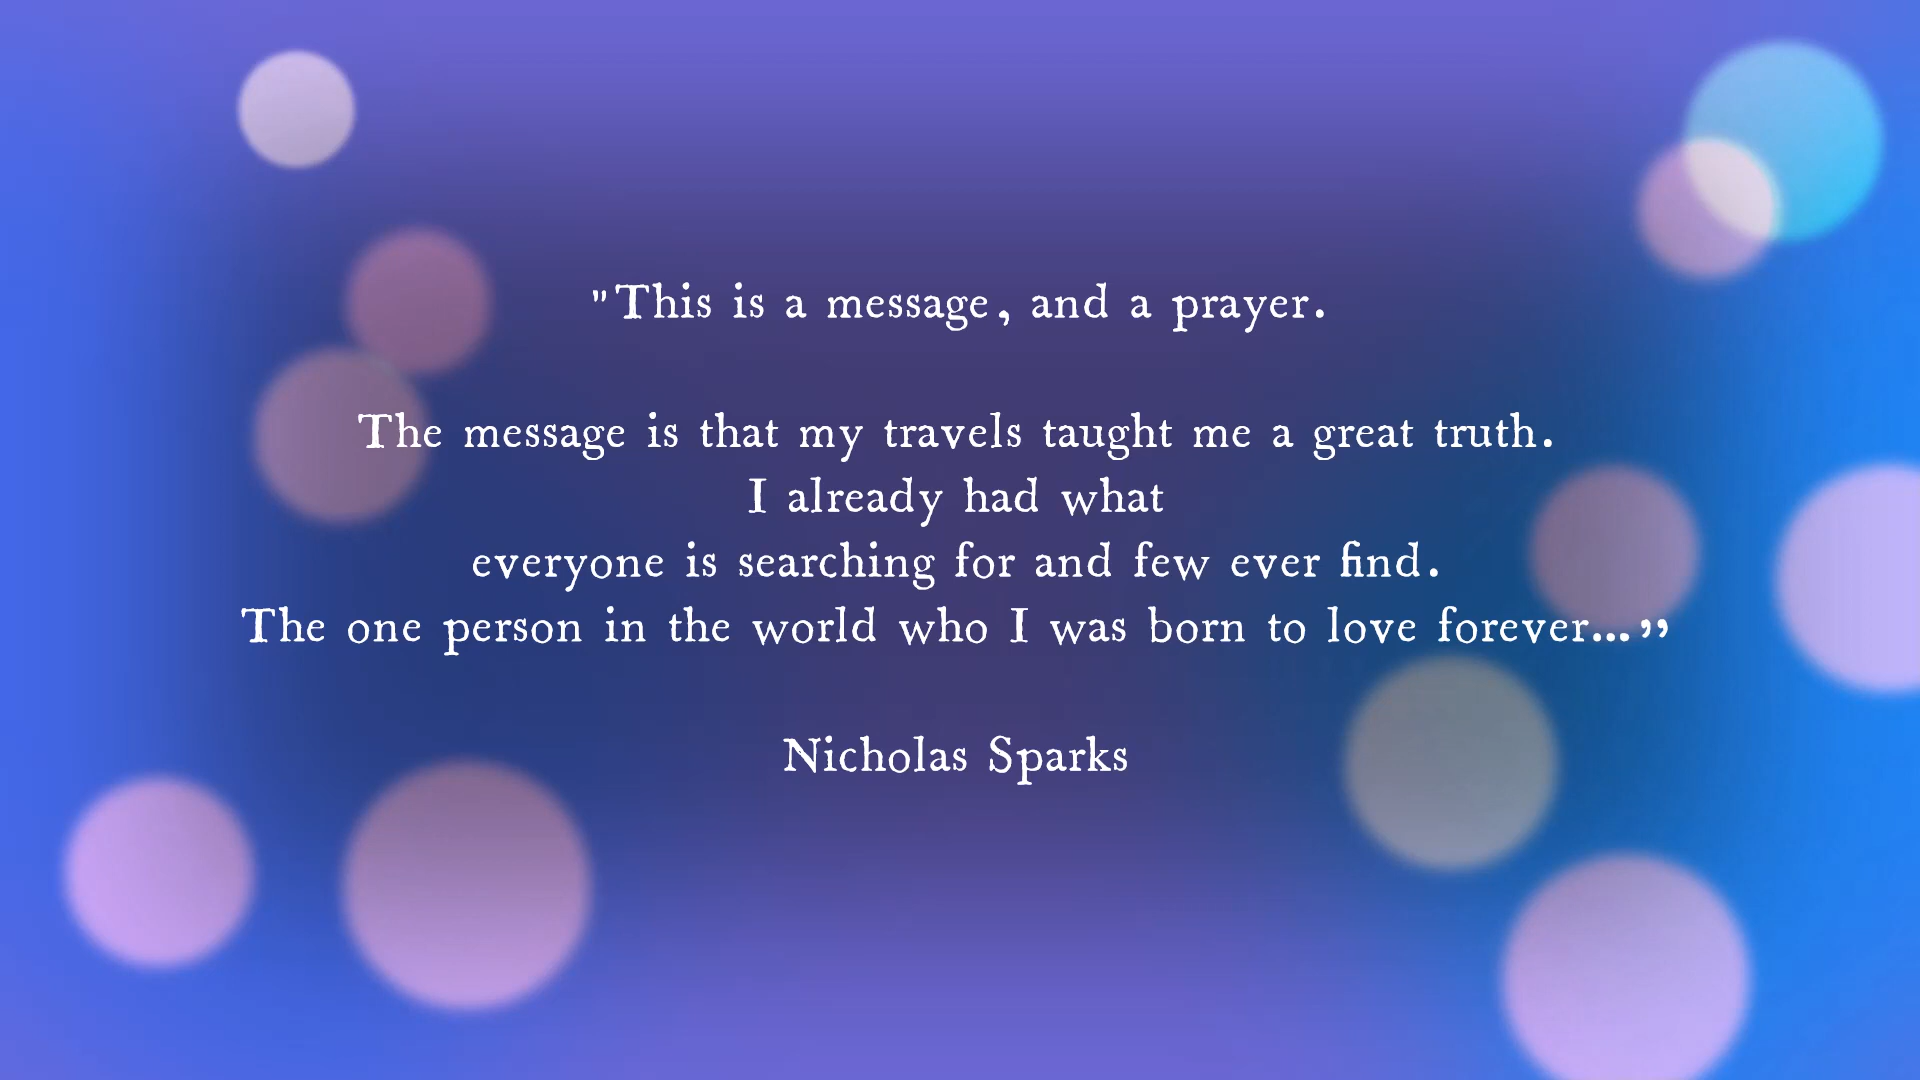 "This is a message, and a prayer.
The message is that my travels taught me a great truth.
I already had what
everyone is searching for and few ever find.
The one person in the world who I was born to love forever...”
Nicholas Sparks